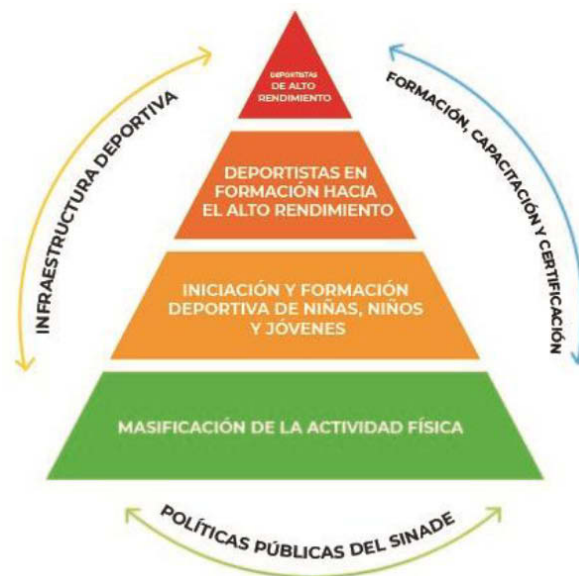 DEPORTISTAS
DE ALTO
RENDIMIENTO
DEPORTISTAS EN
FORMACIÓN HACIA
EL ALTO RENDIMIENTO
INICIACIÓN Y FORMACIÓN
DEPORTIVA DE NIÑAS, NIÑOS
Y JÓVENES
MASIFICACIÓN DE LA ACTIVIDAD FÍSICA
INFRAESTRUCTURA DEPORTIVA
FORMACIÓN, CAPACITACIÓN Y CERTIFICACIÓN
POLÍTICAS PÚBLICAS DEL SINADE